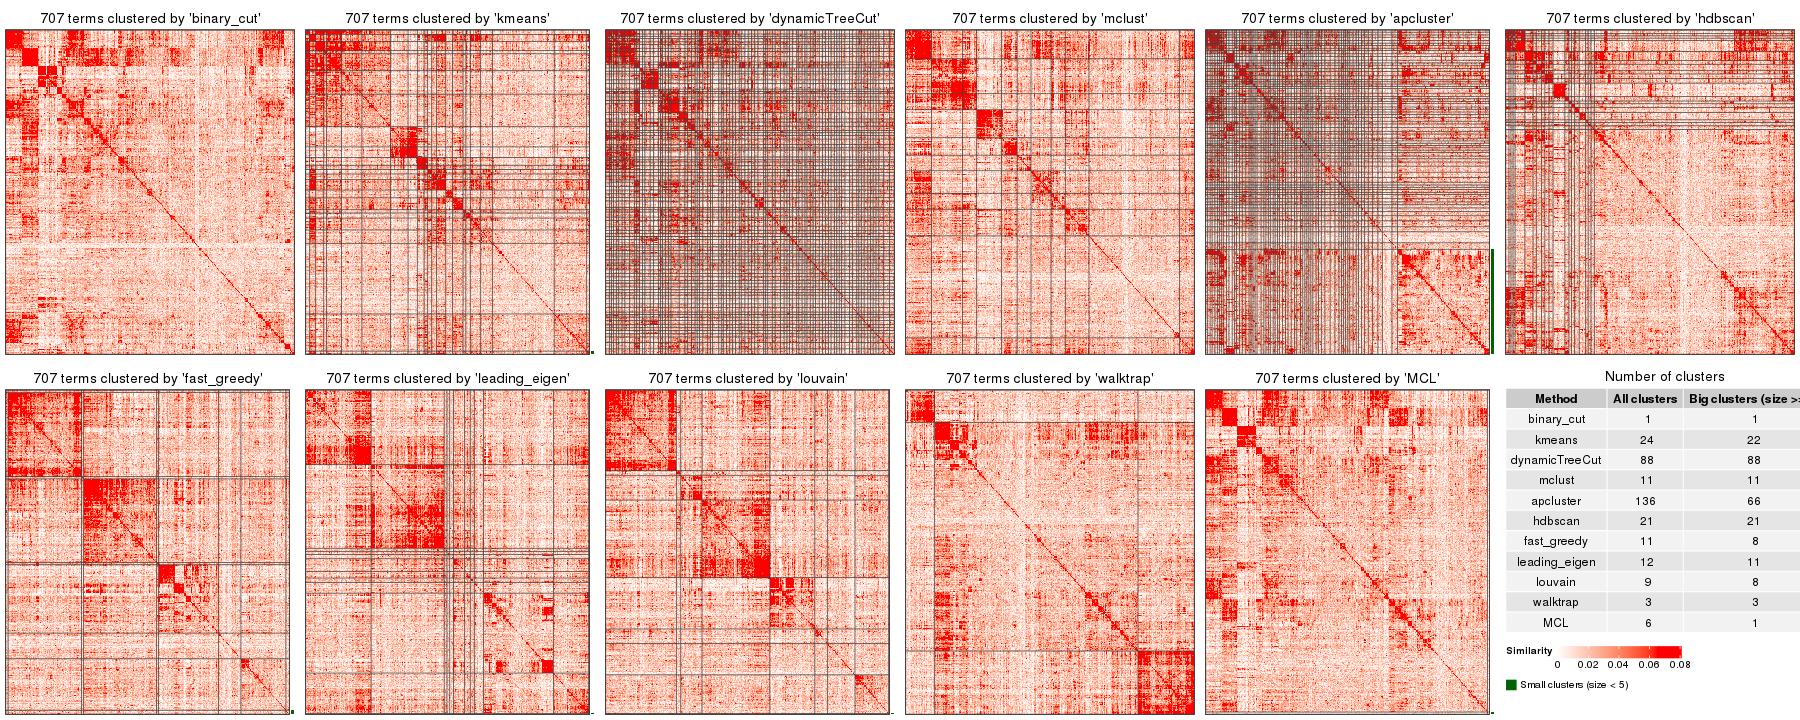 707 terms clustered by 'binary_cut'
707 terms clustered by 'kmeans'
707 terms clustered by 'dynamicTreeCut'
707 terms clustered by 'mclust'
707 terms clustered by 'apcluster'
707 terms clustered by 'hdbscan'
707 terms clustered by 'fast_greedy'
707 terms clustered by 'leading_eigen'
707 terms clustered by 'louvain'
707 terms clustered by 'walktrap'
707 terms clustered by 'MCL'
Number of clusters
Method All clusters Big clusters (size >=
binary_cut 1 1
kmeans 24 22
dynamicTreeCut 88 88
mclust 11 11
apcluster 136 66
hdbscan 21 21
fast_greedy 11 8
leading_eigen 12 11
louvain 9 8
walktrap 3 3
MCL 6 1
Similarity
0 0.02 0.04 0.06 0.08
Small clusters (size < 5)